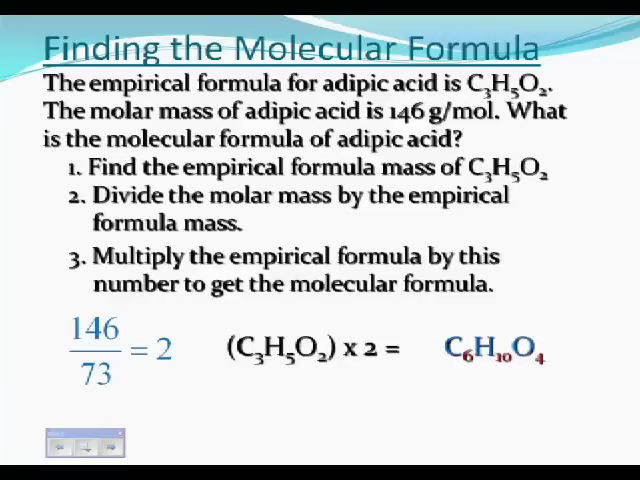 Finding the Molecular Formula
The empirical formula for adipic acid is C₃H₅O₂.
The molar mass of adipic acid is 146 g/mol. What
is the molecular formula of adipic acid?
1. Find the empirical formula mass of C₃H₅O₂
2. Divide the molar mass by the empirical
formula mass.
3. Multiply the empirical formula by this
number to get the molecular formula.
146/73 = 2 (C₃H₅O₂) x 2 = C₆H₁₀O₄